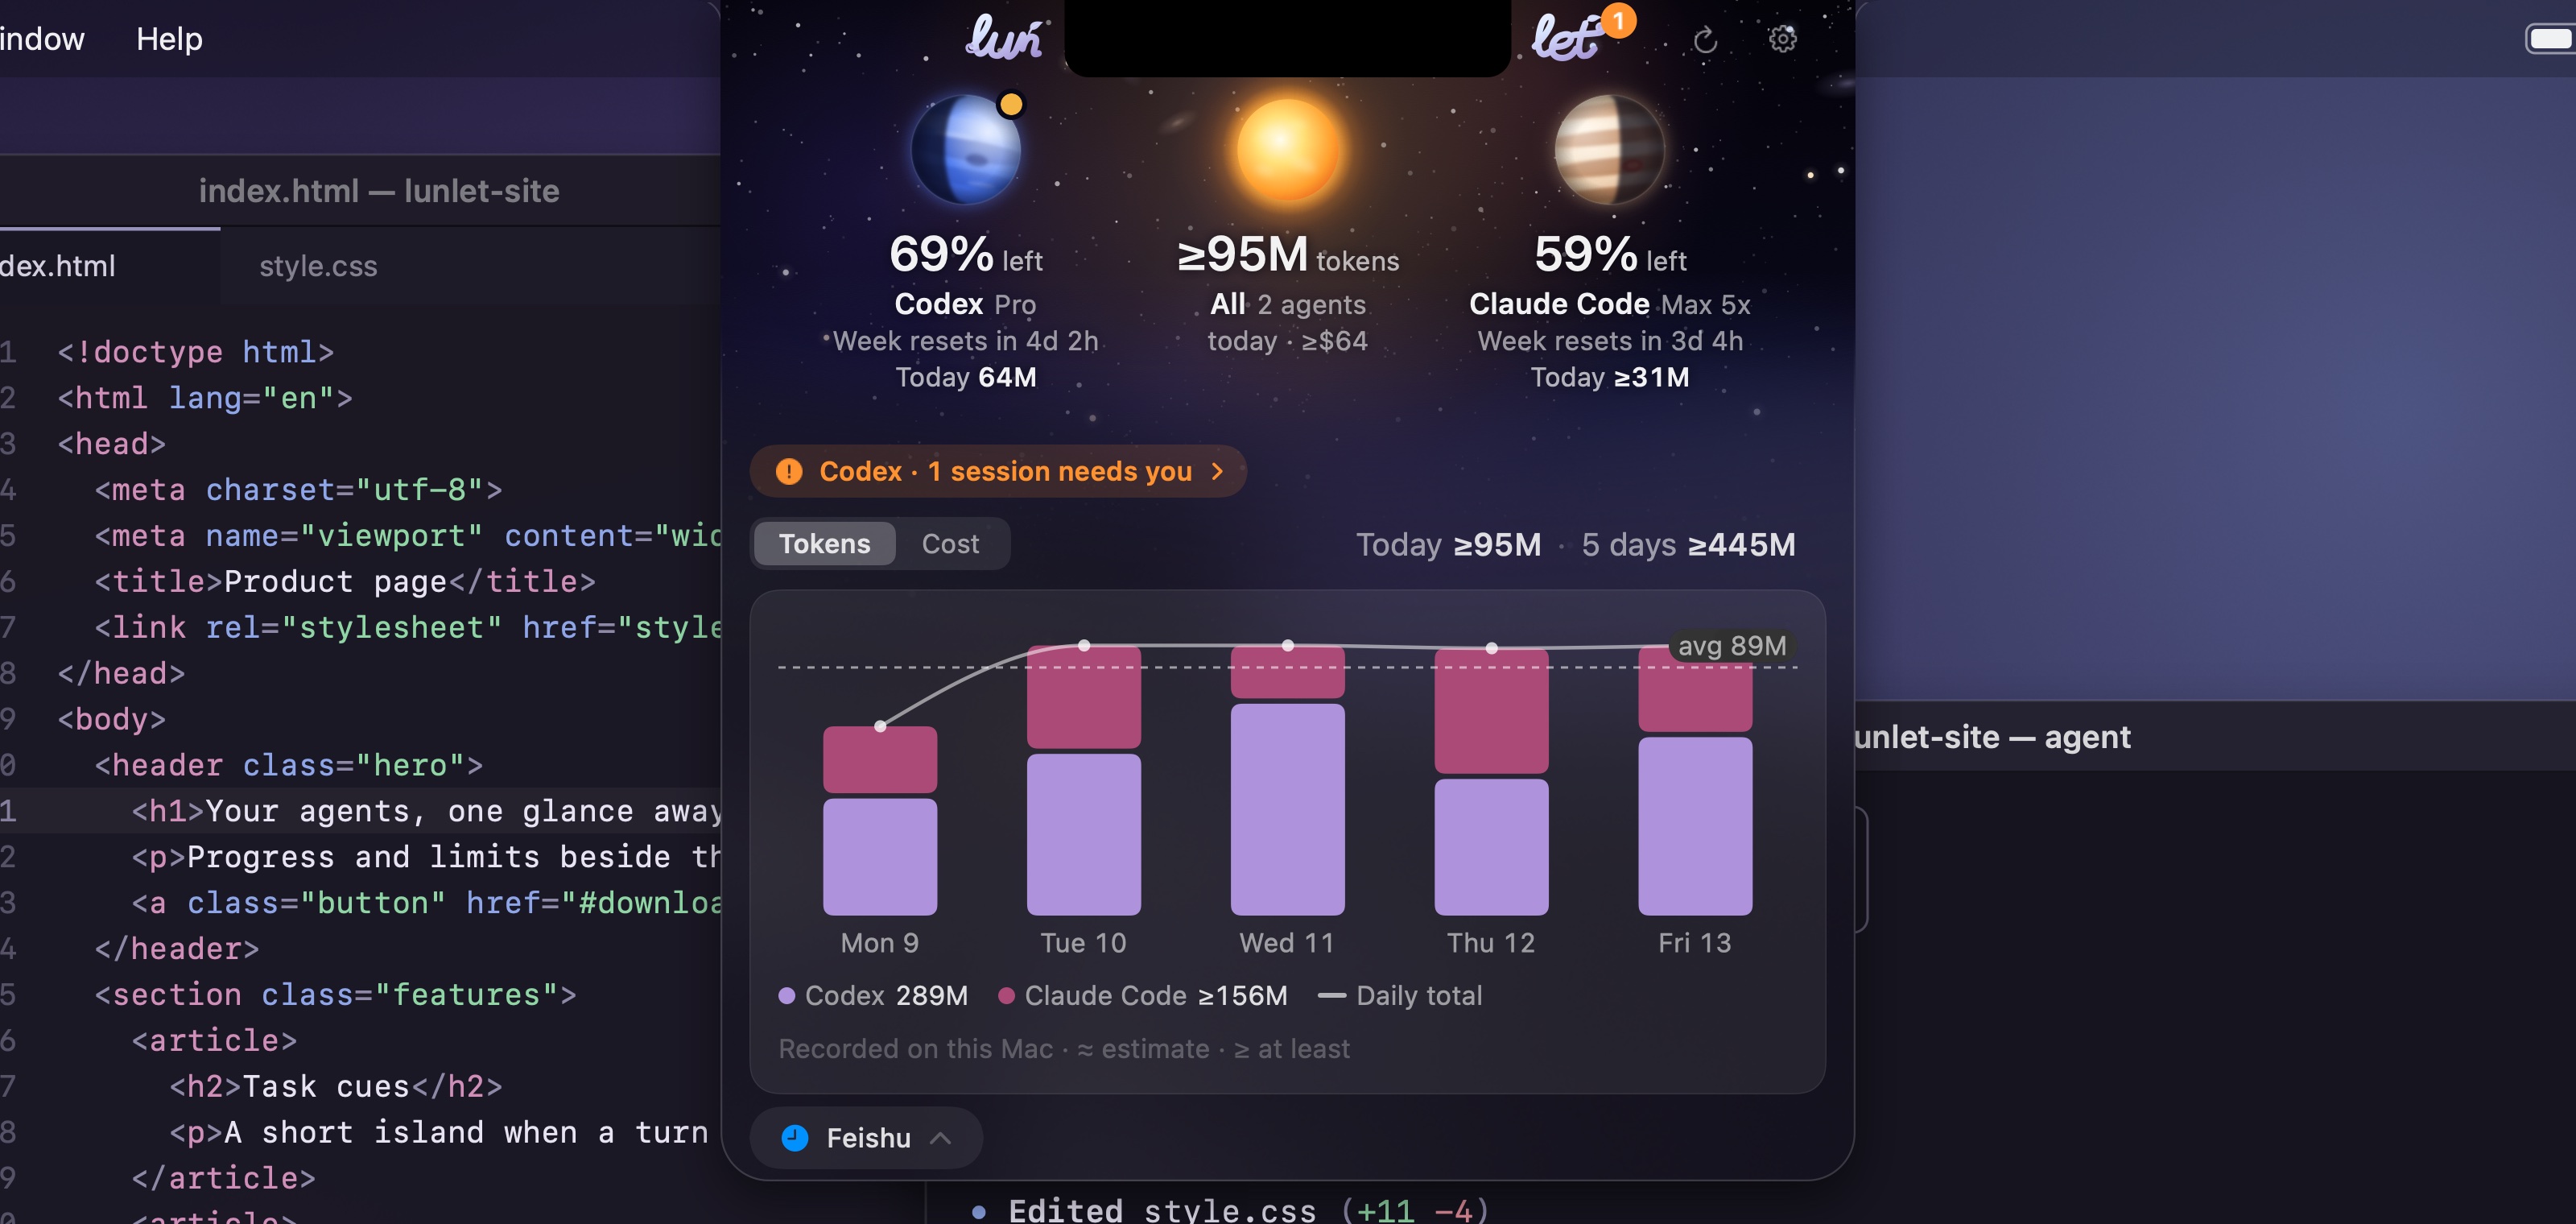 indow Help
lun let 1
index.html — lunlet-site
dex.html style.css
1 <!doctype html>
2 <html lang="en">
3 <head>
4 <meta charset="utf-8">
5 <meta name="viewport" content="wid
6 <title>Product page</title>
7 <link rel="stylesheet" href="style
8 </head>
9 <body>
0 <header class="hero">
1 <h1>Your agents, one glance away
2 <p>Progress and limits beside th
3 <a class="button" href="#downloa
4 </header>
5 <section class="features">
6 <article>
7 <h2>Task cues</h2>
8 <p>A short island when a turn
9 </article>
0 <article>
69% left
Codex Pro
Week resets in 4d 2h
Today 64M
≥95M tokens
All 2 agents
today · ≥$64
59% left
Claude Code Max 5x
Week resets in 3d 4h
Today ≥31M
Codex · 1 session needs you
Tokens Cost
Today ≥95M · 5 days ≥445M
avg 89M
Mon 9 Tue 10 Wed 11 Thu 12 Fri 13
Codex 289M Claude Code ≥156M Daily total
Recorded on this Mac · ≈ estimate · ≥ at least
Feishu
unlet-site — agent
Edited style.css (+11 −4)